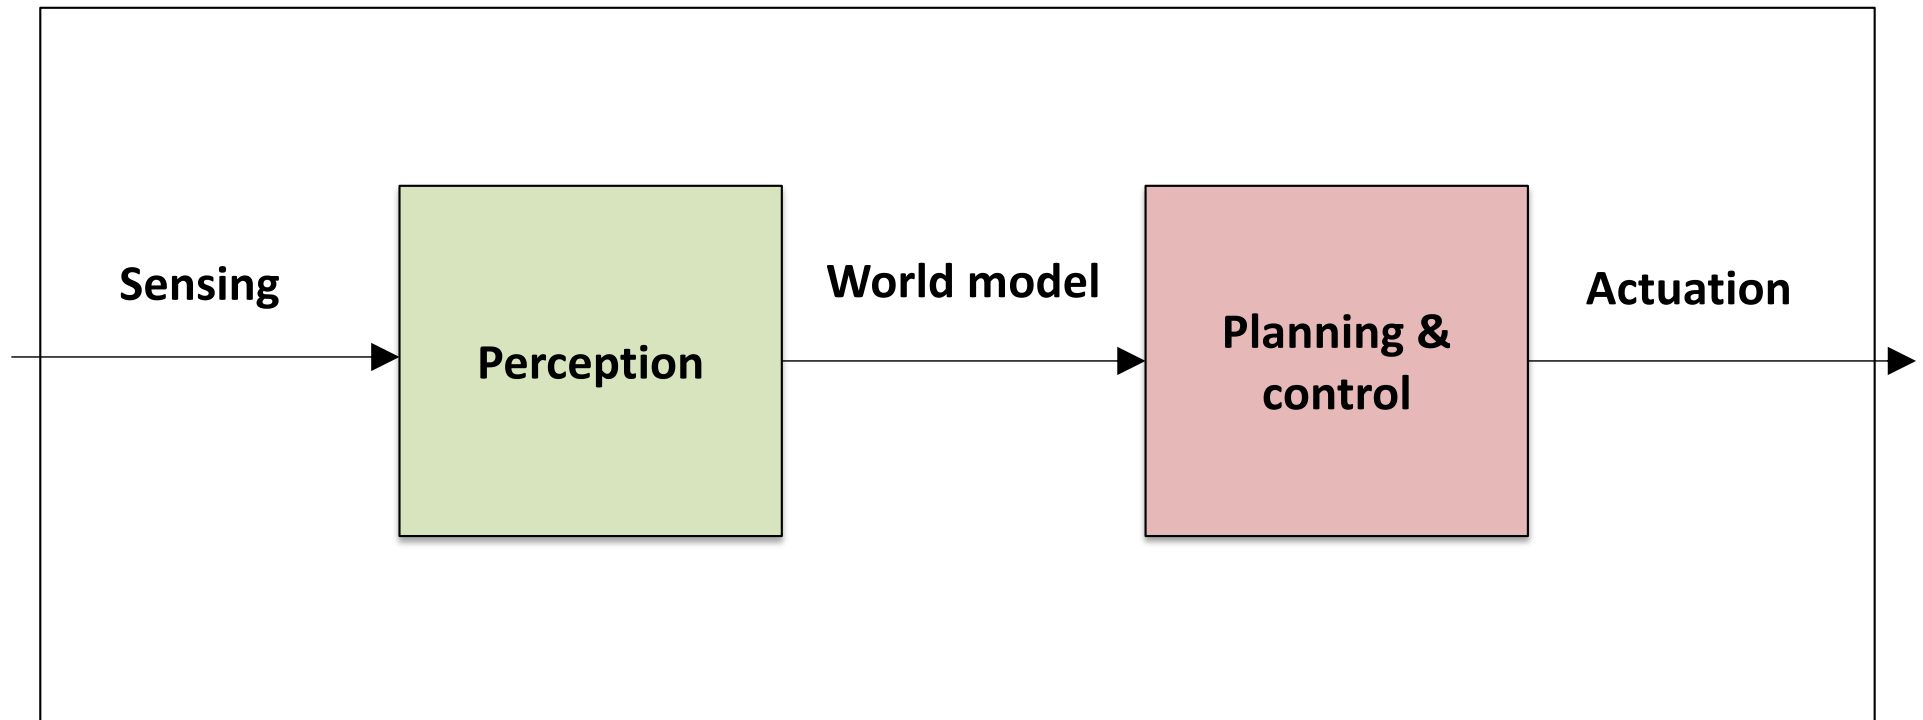 Sensing
Perception
World model
Planning &
control
Actuation